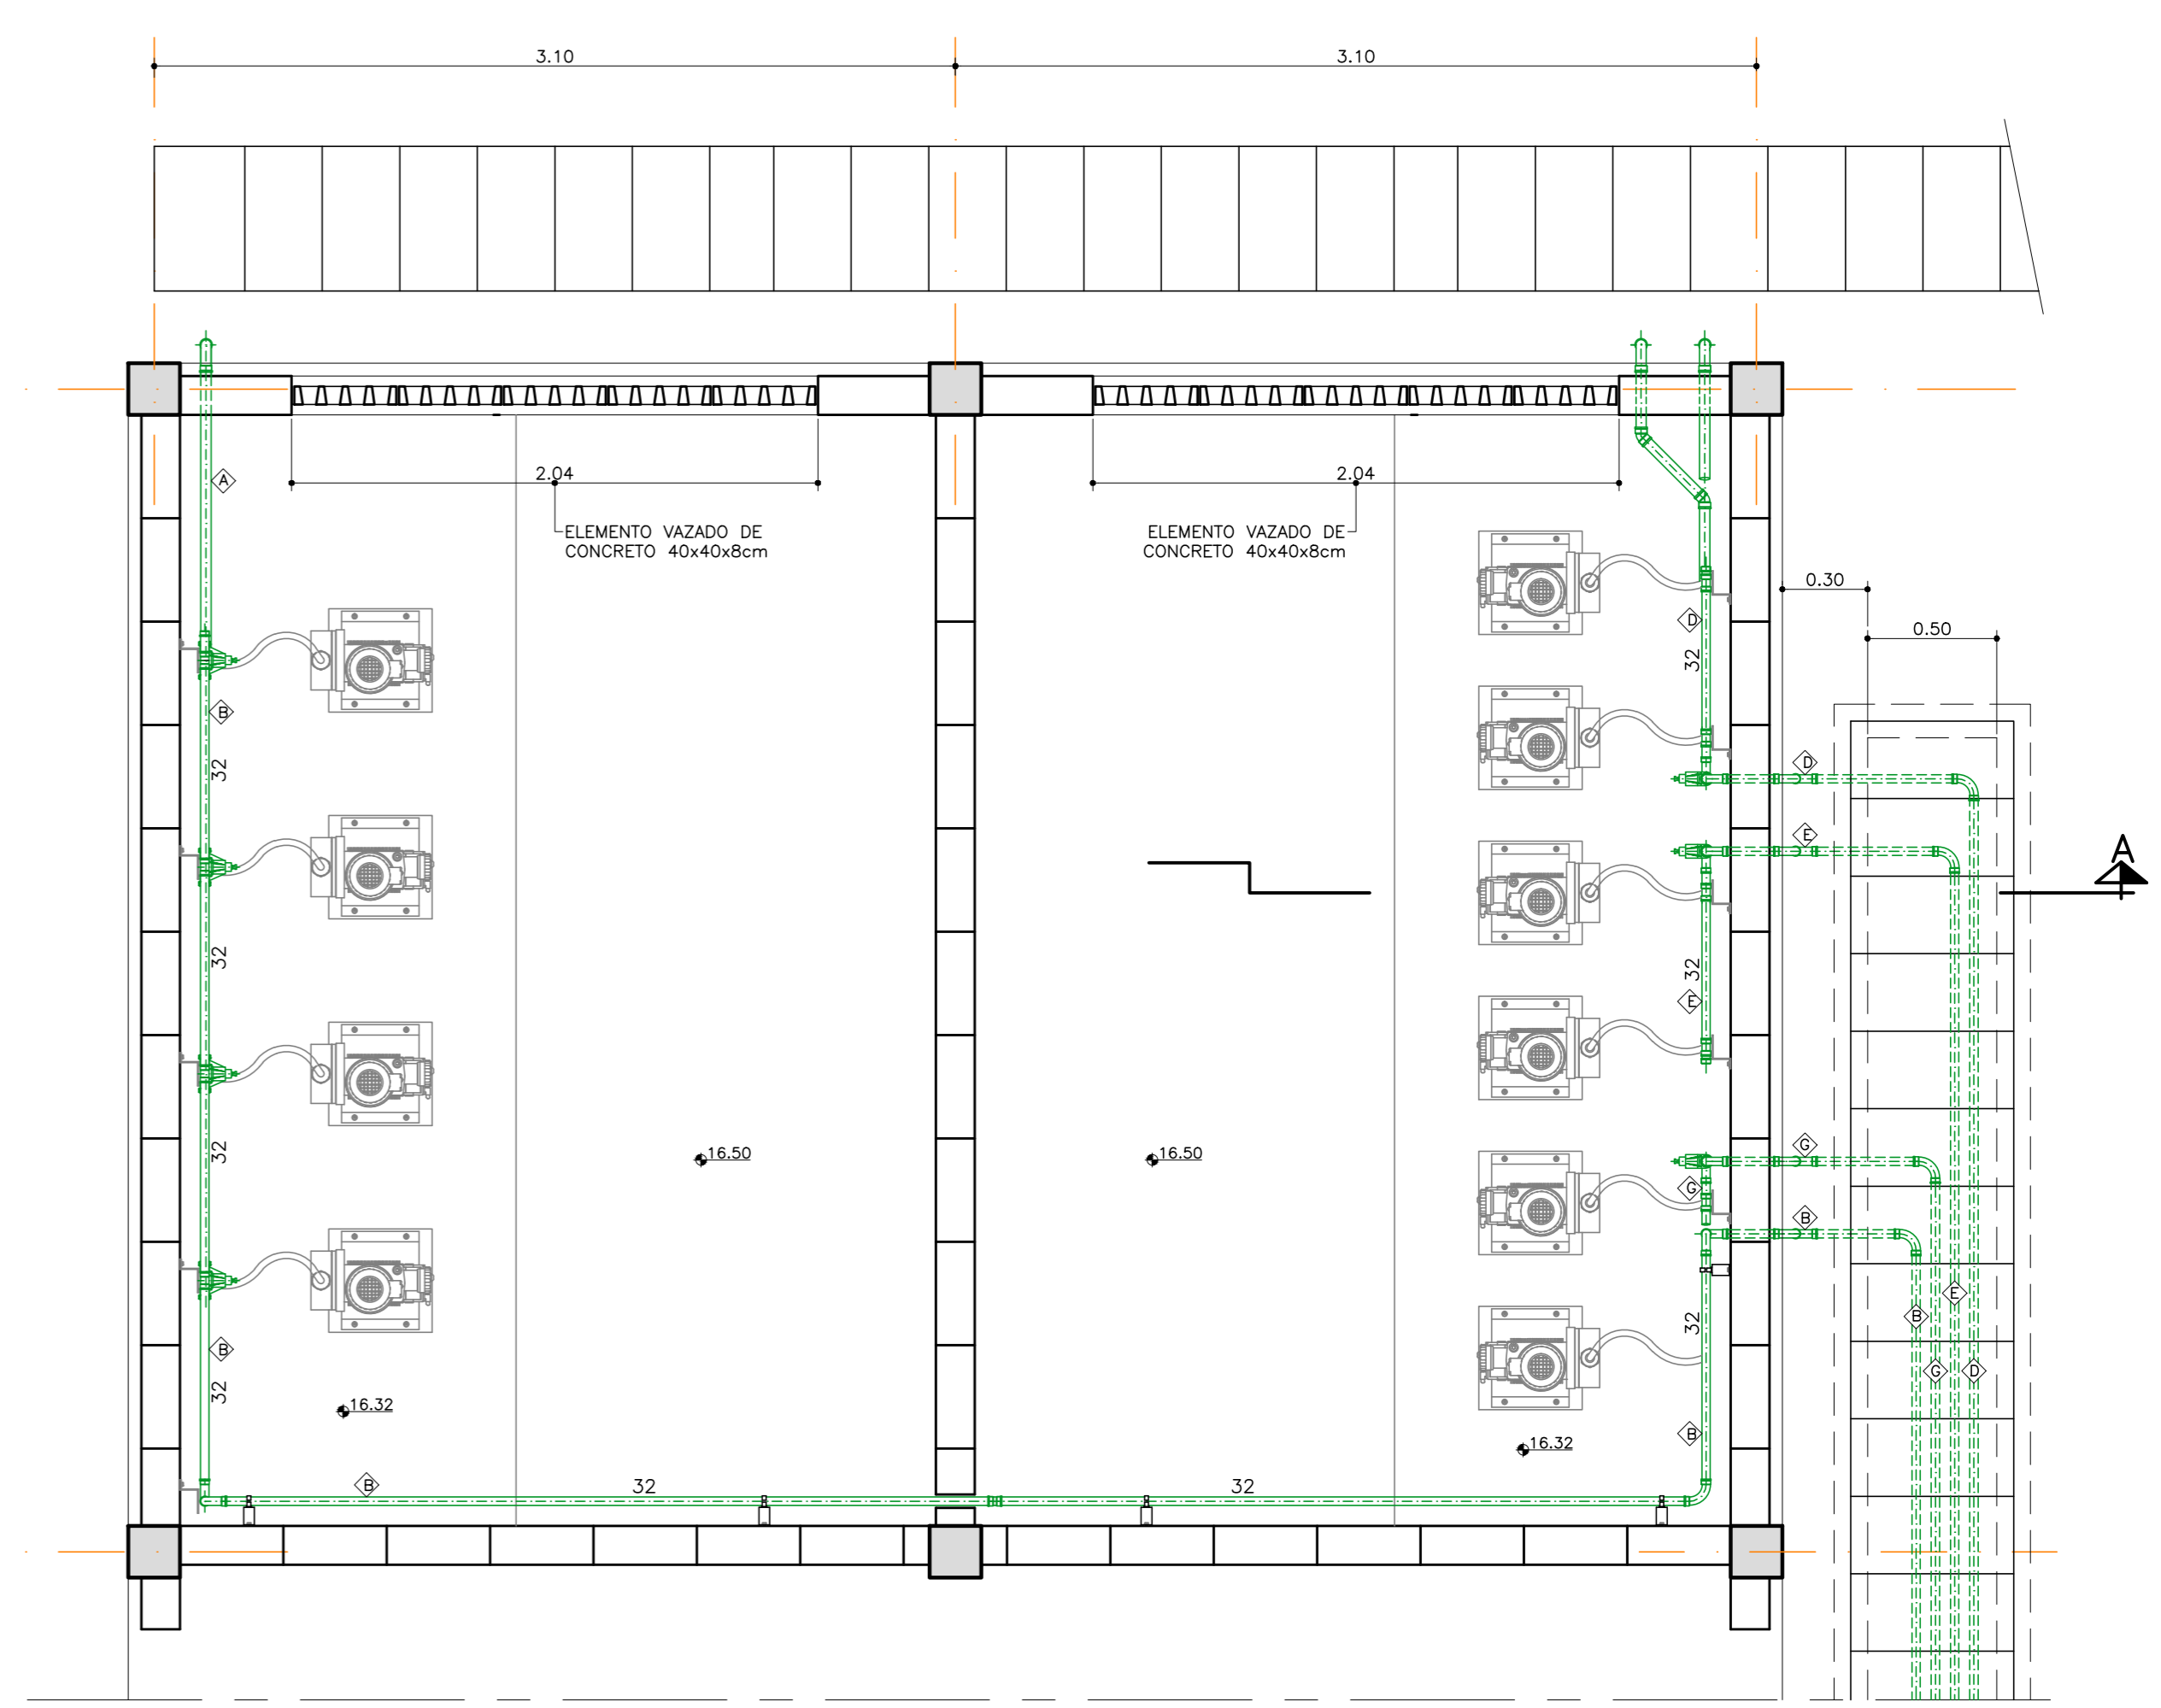 3.10
3.10
A
2.04
2.04
ELEMENTO VAZADO DE
CONCRETO 40x40x8cm
ELEMENTO VAZADO DE
CONCRETO 40x40x8cm
0.30
D
0.50
32
B
32
D
E
A
32
32
E
G
32
16.50
16.50
G
B
E
B
32
B
G
D
32
16.32
B
16.32
B
32
32